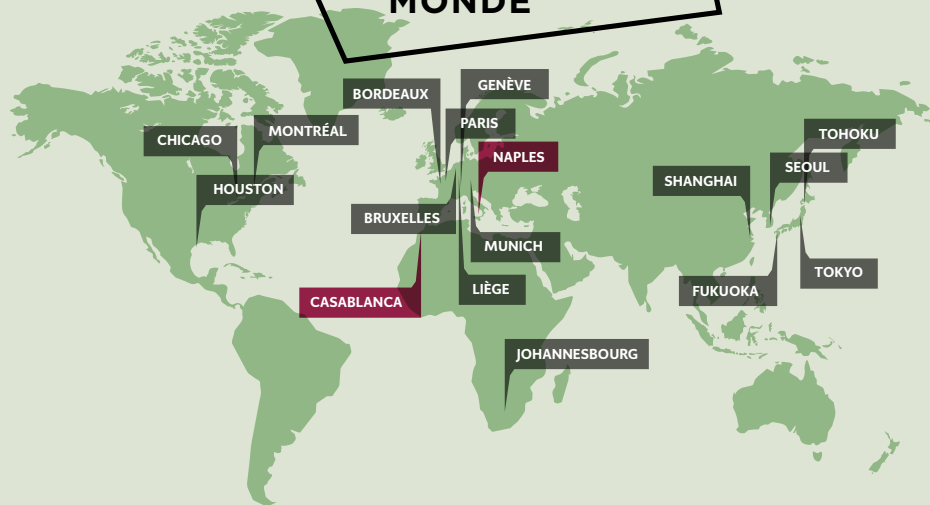 MONDE
BORDEAUX
GENÈVE
PARIS
CHICAGO
MONTRÉAL
TOHOKU
NAPLES
SEOUL
SHANGHAI
HOUSTON
BRUXELLES
MUNICH
TOKYO
LIÈGE
FUKUOKA
CASABLANCA
JOHANNESBOURG